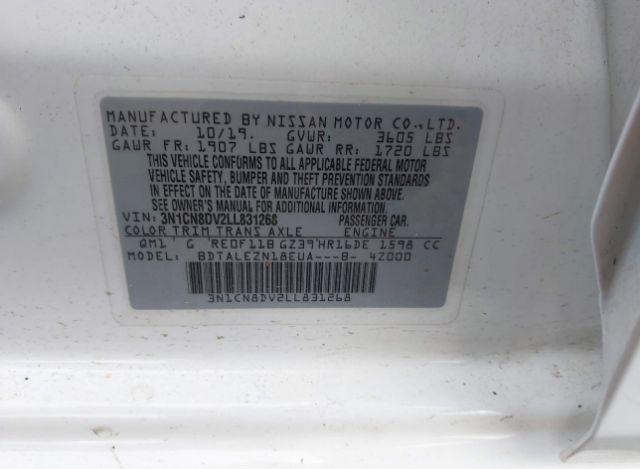 MANUFACTURED BY NISSAN MOTOR CO.,LTD.
DATE: 10/19. GVWR: 3605 LBS
GAWR FR: 1907 LBS GAWR RR: 1720 LBS
THIS VEHICLE CONFORMS TO ALL APPLICABLE FEDERAL MOTOR
VEHICLE SAFETY, BUMPER AND THEFT PREVENTION STANDARDS
IN EFFECT ON THE DATE OF MANUFACTURE SHOWN ABOVE.
SEE OWNER'S MANUAL FOR ADDITIONAL INFORMATION.
VIN: 3N1CN8DV2LL831268 PASSENGER CAR.
COLOR TRIM TRANS AXLE ENGINE
QM1' G 'RE0F11B GZ39'HR16DE 1598 CC
MODEL: BDTALEZN18EUA---B- 4Z000
3N1CN8DV2LL831268